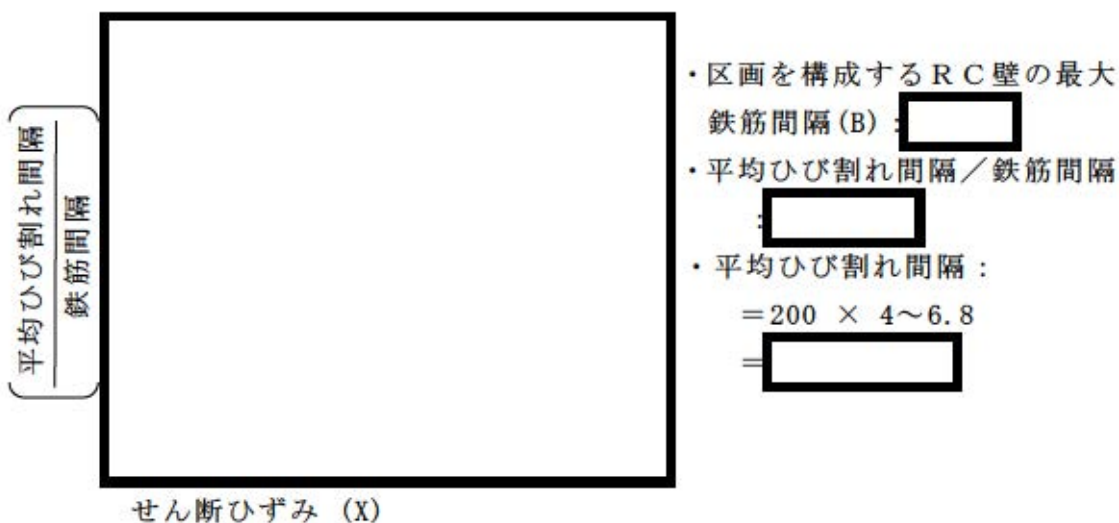 平均ひび割れ間隔
鉄筋間隔
せん断ひずみ (X)
・区画を構成するＲＣ壁の最大
鉄筋間隔(B)：
・平均ひび割れ間隔／鉄筋間隔
：
・平均ひび割れ間隔：
＝200 × 4～6.8
＝